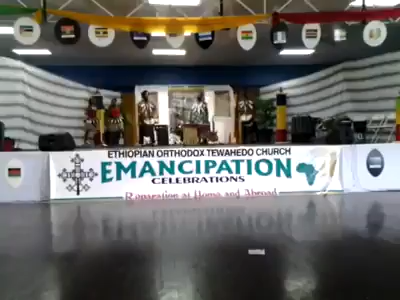 ETHIOPIAN ORTHODOX TEWAHEDO CHURCH
EMANCIPATION
CELEBRATIONS
Reparation at Home and Abroad